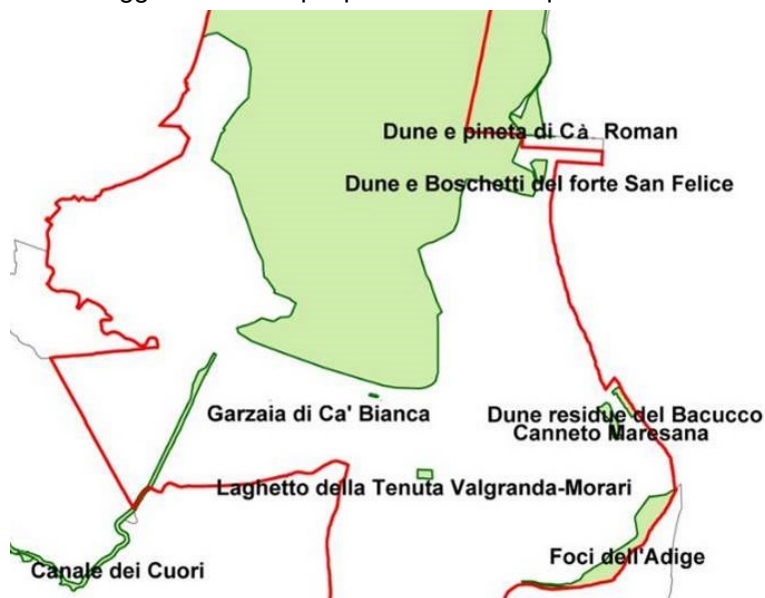 Dune e pineta di Cà Roman
Dune e Boschetti del forte San Felice
Garzaia di Ca' Bianca
Dune residue del Bacucco
Canneto Maresana
Laghetto della Tenuta Valgranda-Morari
Foci dell'Adige
Canale dei Cuori